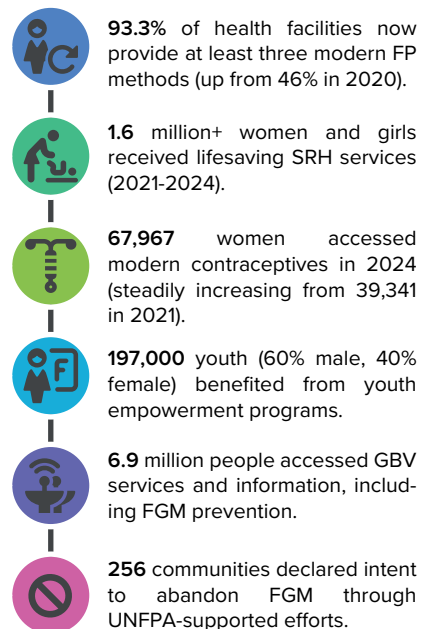 93.3% of health facilities now
provide at least three modern FP
methods (up from 46% in 2020).
1.6 million+ women and girls
received lifesaving SRH services
(2021-2024).
67,967 women accessed
modern contraceptives in 2024
(steadily increasing from 39,341
in 2021).
F
197,000 youth (60% male, 40%
female) benefited from youth
empowerment programs.
6.9 million people accessed GBV
services and information, includ-
ing FGM prevention.
256 communities declared intent
to abandon FGM through
UNFPA-supported efforts.